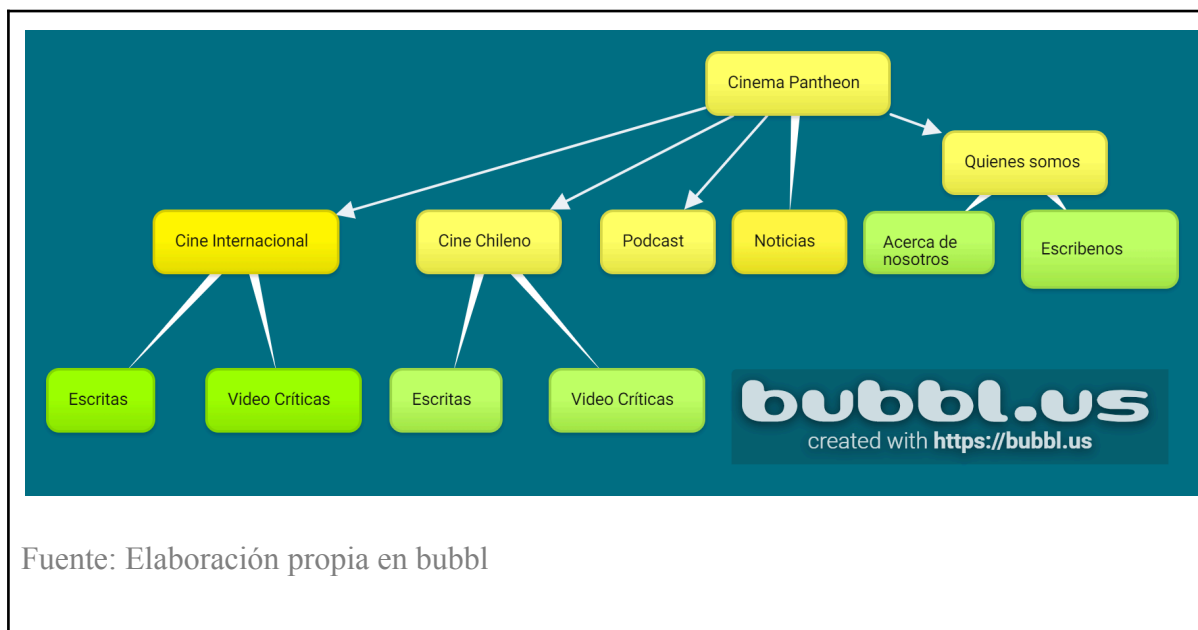 Cinema Pantheon
Quienes somos
Cine Internacional
Cine Chileno
Podcast
Noticias
Acerca de
nosotros
Escribenos
Escritas
Video Críticas
Escritas
Video Críticas
bubbl.us
created with https://bubbl.us
Fuente: Elaboración propia en bubbl